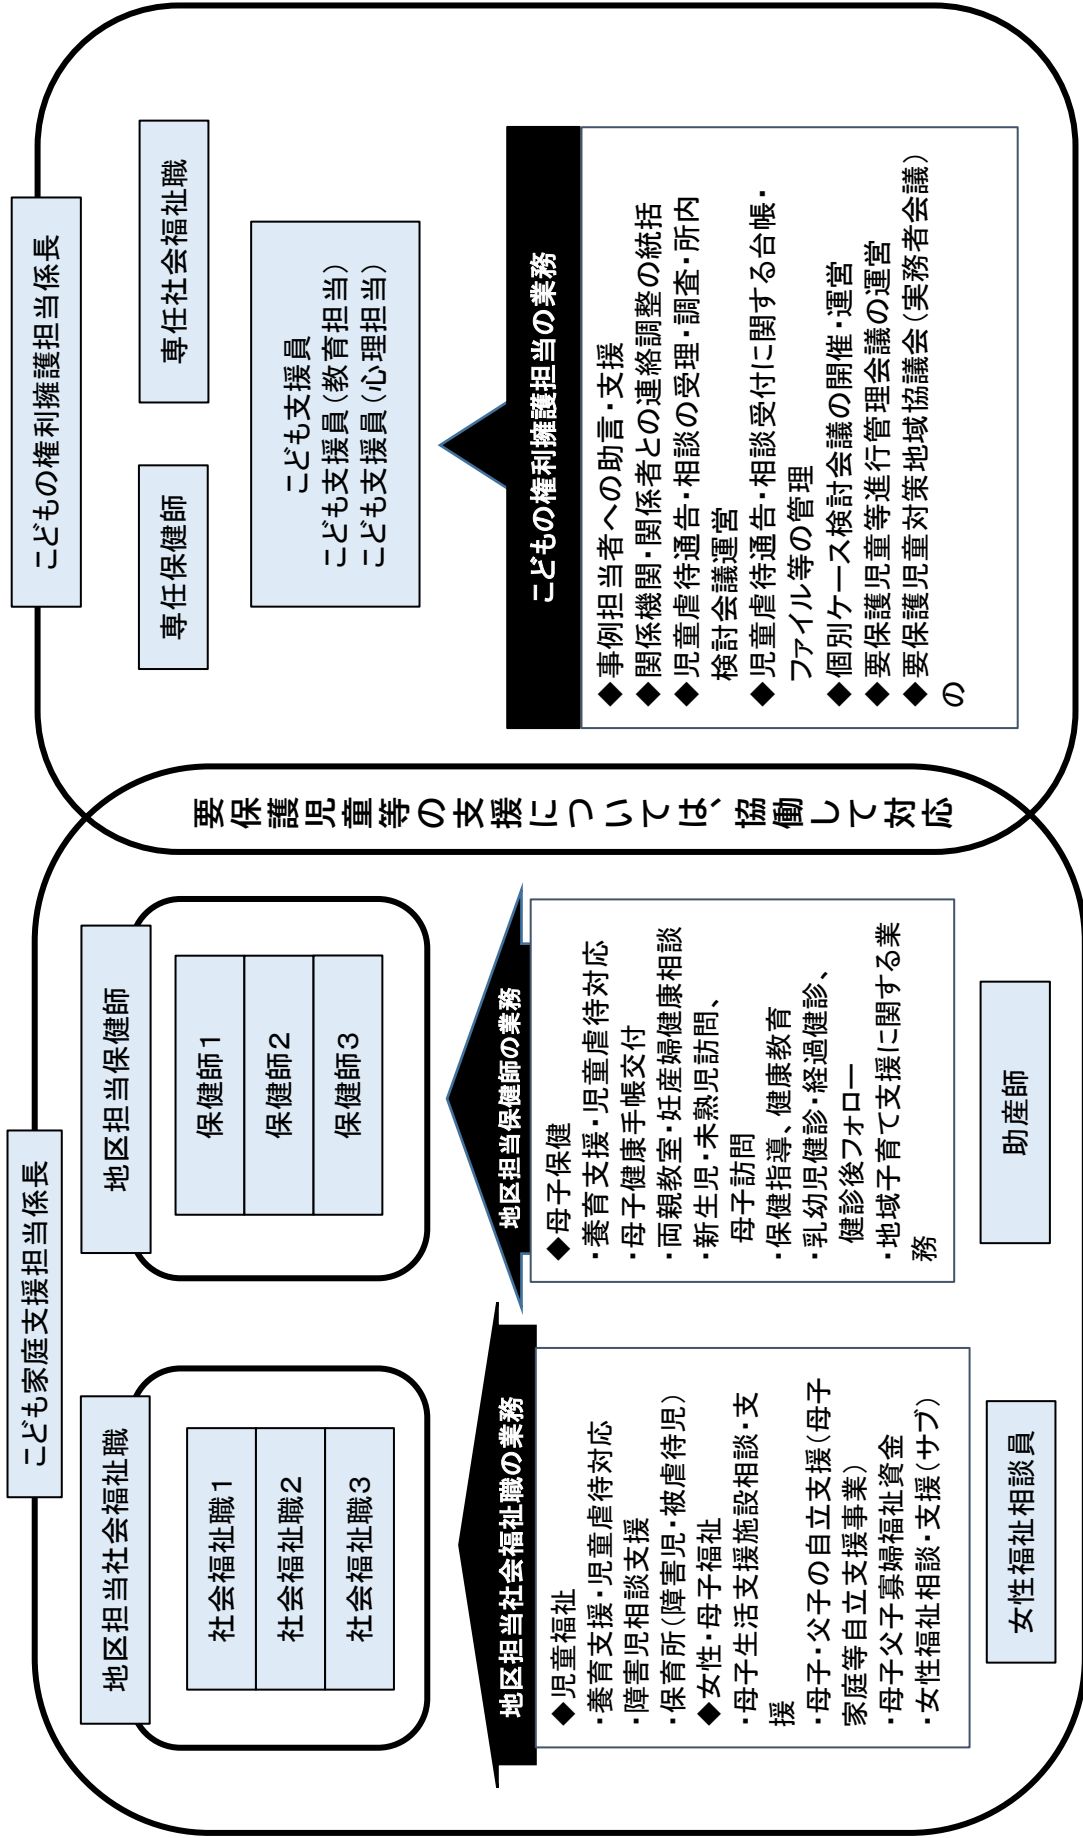 こども家庭支援担当係長
地区担当社会福祉職
社会福祉職1
社会福祉職2
社会福祉職3
地区担当社会福祉職の業務
◆児童福祉
・養育支援・児童虐待対応
・障害児相談支援
・保育所(障害児・被虐待児)
◆女性・母子福祉
・母子生活支援施設相談・支
援
・母子・父子の自立支援(母子
家庭等自立支援事業)
・母子父子寡婦福祉資金
・女性福祉相談・支援(サブ)
女性福祉相談員
地区担当保健師
保健師1
保健師2
保健師3
地区担当保健師の業務
◆母子保健
・養育支援・児童虐待対応
・母子健康手帳交付
・両親教室・妊産婦健康相談
・新生児・未熟児訪問、
母子訪問
・保健指導、健康教育
・乳幼児健診・経過健診、
健診後フォロー
・地域子育て支援に関する業
務
助産師
要保護児童等の支援については、協働して対応
こどもの権利擁護担当係長
専任保健師
専任社会福祉職
こども支援員
こども支援員(教育担当)
こども支援員(心理担当)
こどもの権利擁護担当の業務
◆事例担当者への助言・支援
◆関係機関・関係者との連絡調整の統括
◆児童虐待通告・相談の受理・調査・所内
検討会議運営
◆児童虐待通告・相談受付に関する台帳・
ファイル等の管理
◆個別ケース検討会議の開催・運営
◆要保護児童等進行管理会議の運営
◆要保護児童対策地域協議会(実務者会議)
の